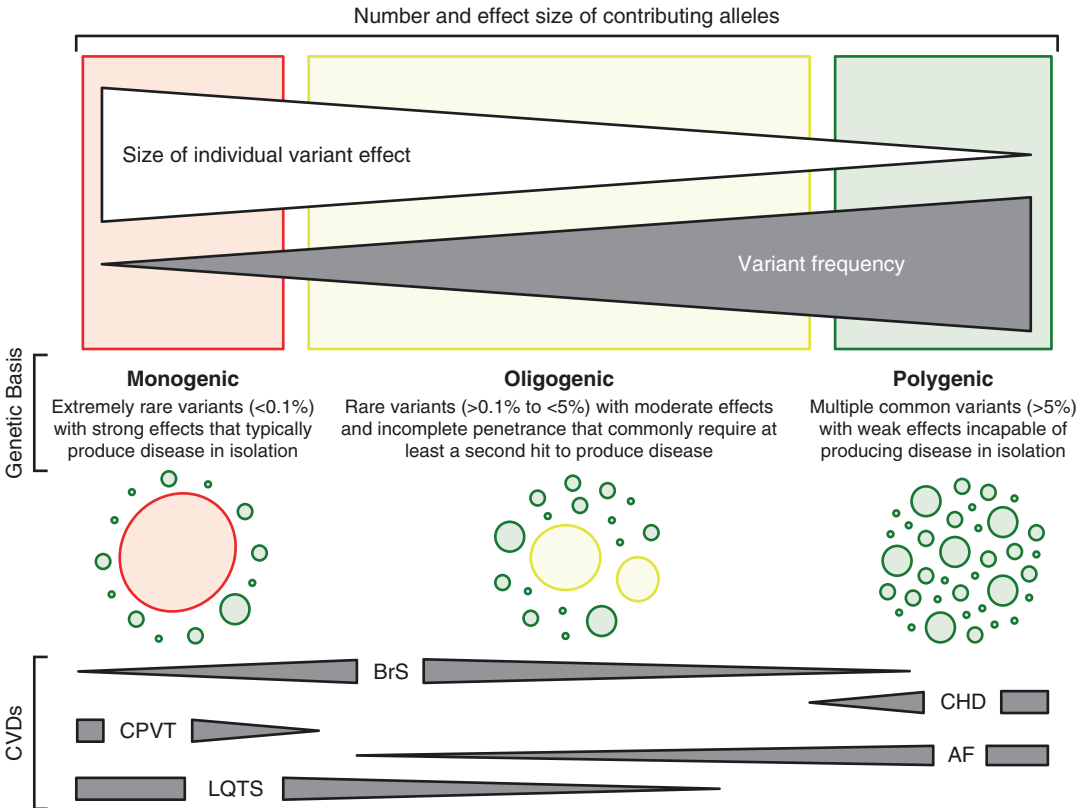 Number and effect size of contributing alleles
Size of individual variant effect
Variant frequency
Genetic Basis
Monogenic
Extremely rare variants (<0.1%)
with strong effects that typically
produce disease in isolation
Oligogenic
Rare variants (>0.1% to <5%) with moderate effects
and incomplete penetrance that commonly require at
least a second hit to produce disease
Polygenic
Multiple common variants (>5%)
with weak effects incapable of
producing disease in isolation
CVDs
BrS
CHD
CPVT
AF
LQTS